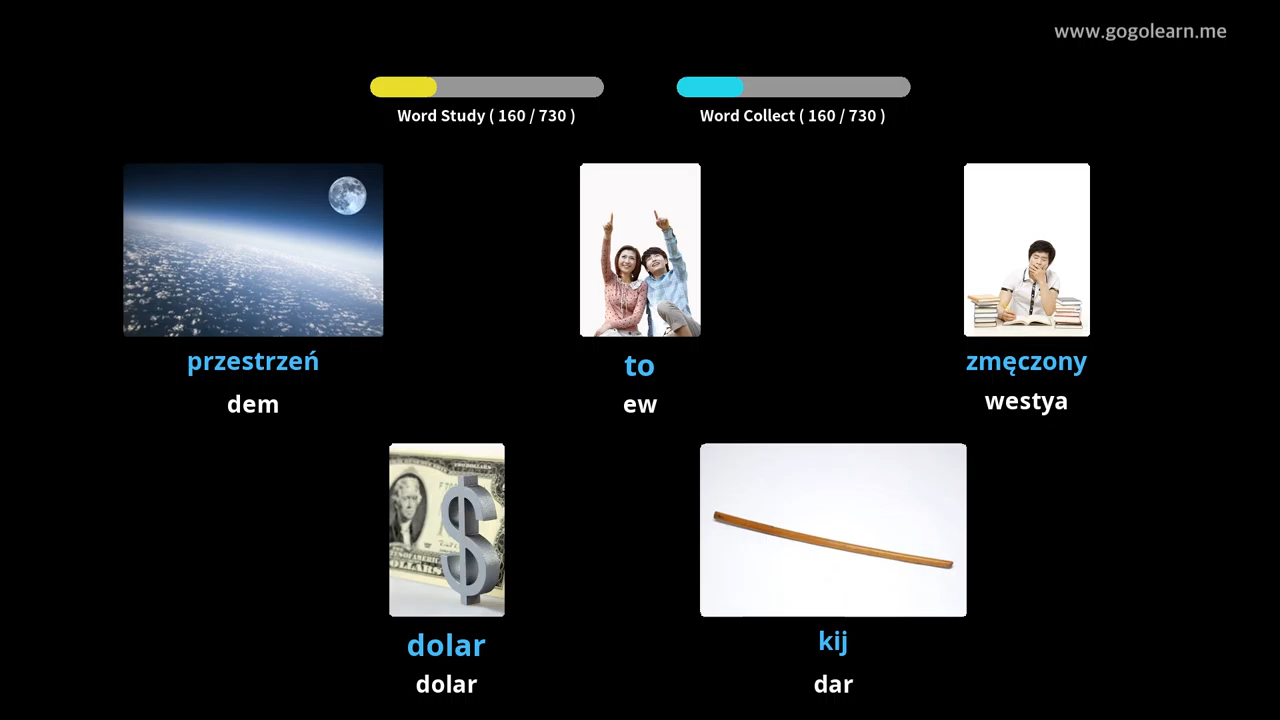 www.gogolearn.me
Word Study ( 160 / 730 )
Word Collect ( 160 / 730 )
przestrzeń
dem
to
ew
zmęczony
westya
dolar
dolar
kij
dar